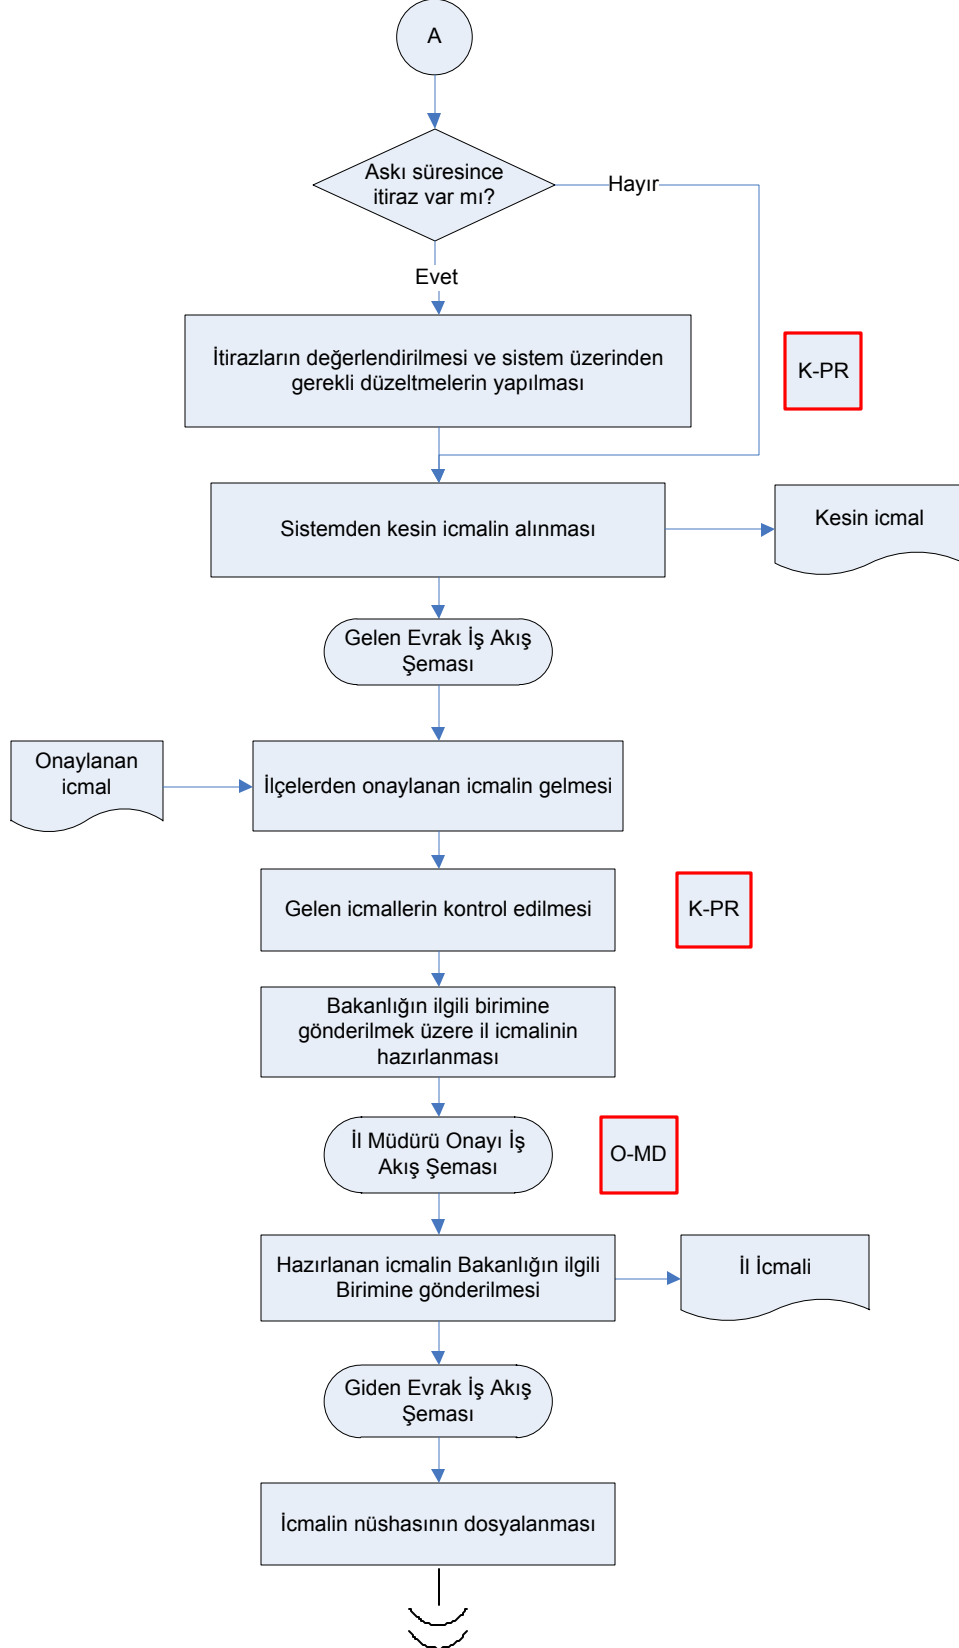 A
Askı süresince
itiraz var mı?
Hayır
Evet
İtirazların değerlendirilmesi ve sistem üzerinden
gerekli düzeltmelerin yapılması
K-PR
Sistemden kesin icmalin alınması
Kesin icmal
Gelen Evrak İş Akış
Şeması
Onaylanan
icmal
İlçelerden onaylanan icmalin gelmesi
Gelen icmallerin kontrol edilmesi
K-PR
Bakanlığın ilgili birimine
gönderilmek üzere il icmalinin
hazırlanması
İl Müdürü Onayı İş
Akış Şeması
O-MD
Hazırlanan icmalin Bakanlığın ilgili
Birimine gönderilmesi
İl İcmali
Giden Evrak İş Akış
Şeması
İcmalin nüshasının dosyalanması